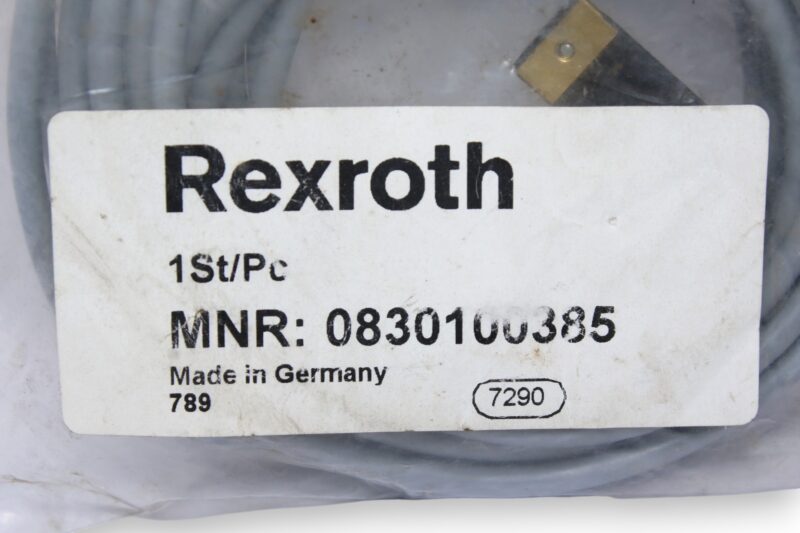 Rexroth
1St/Pc
MNR: 0830100385
Made in Germany
789
7290